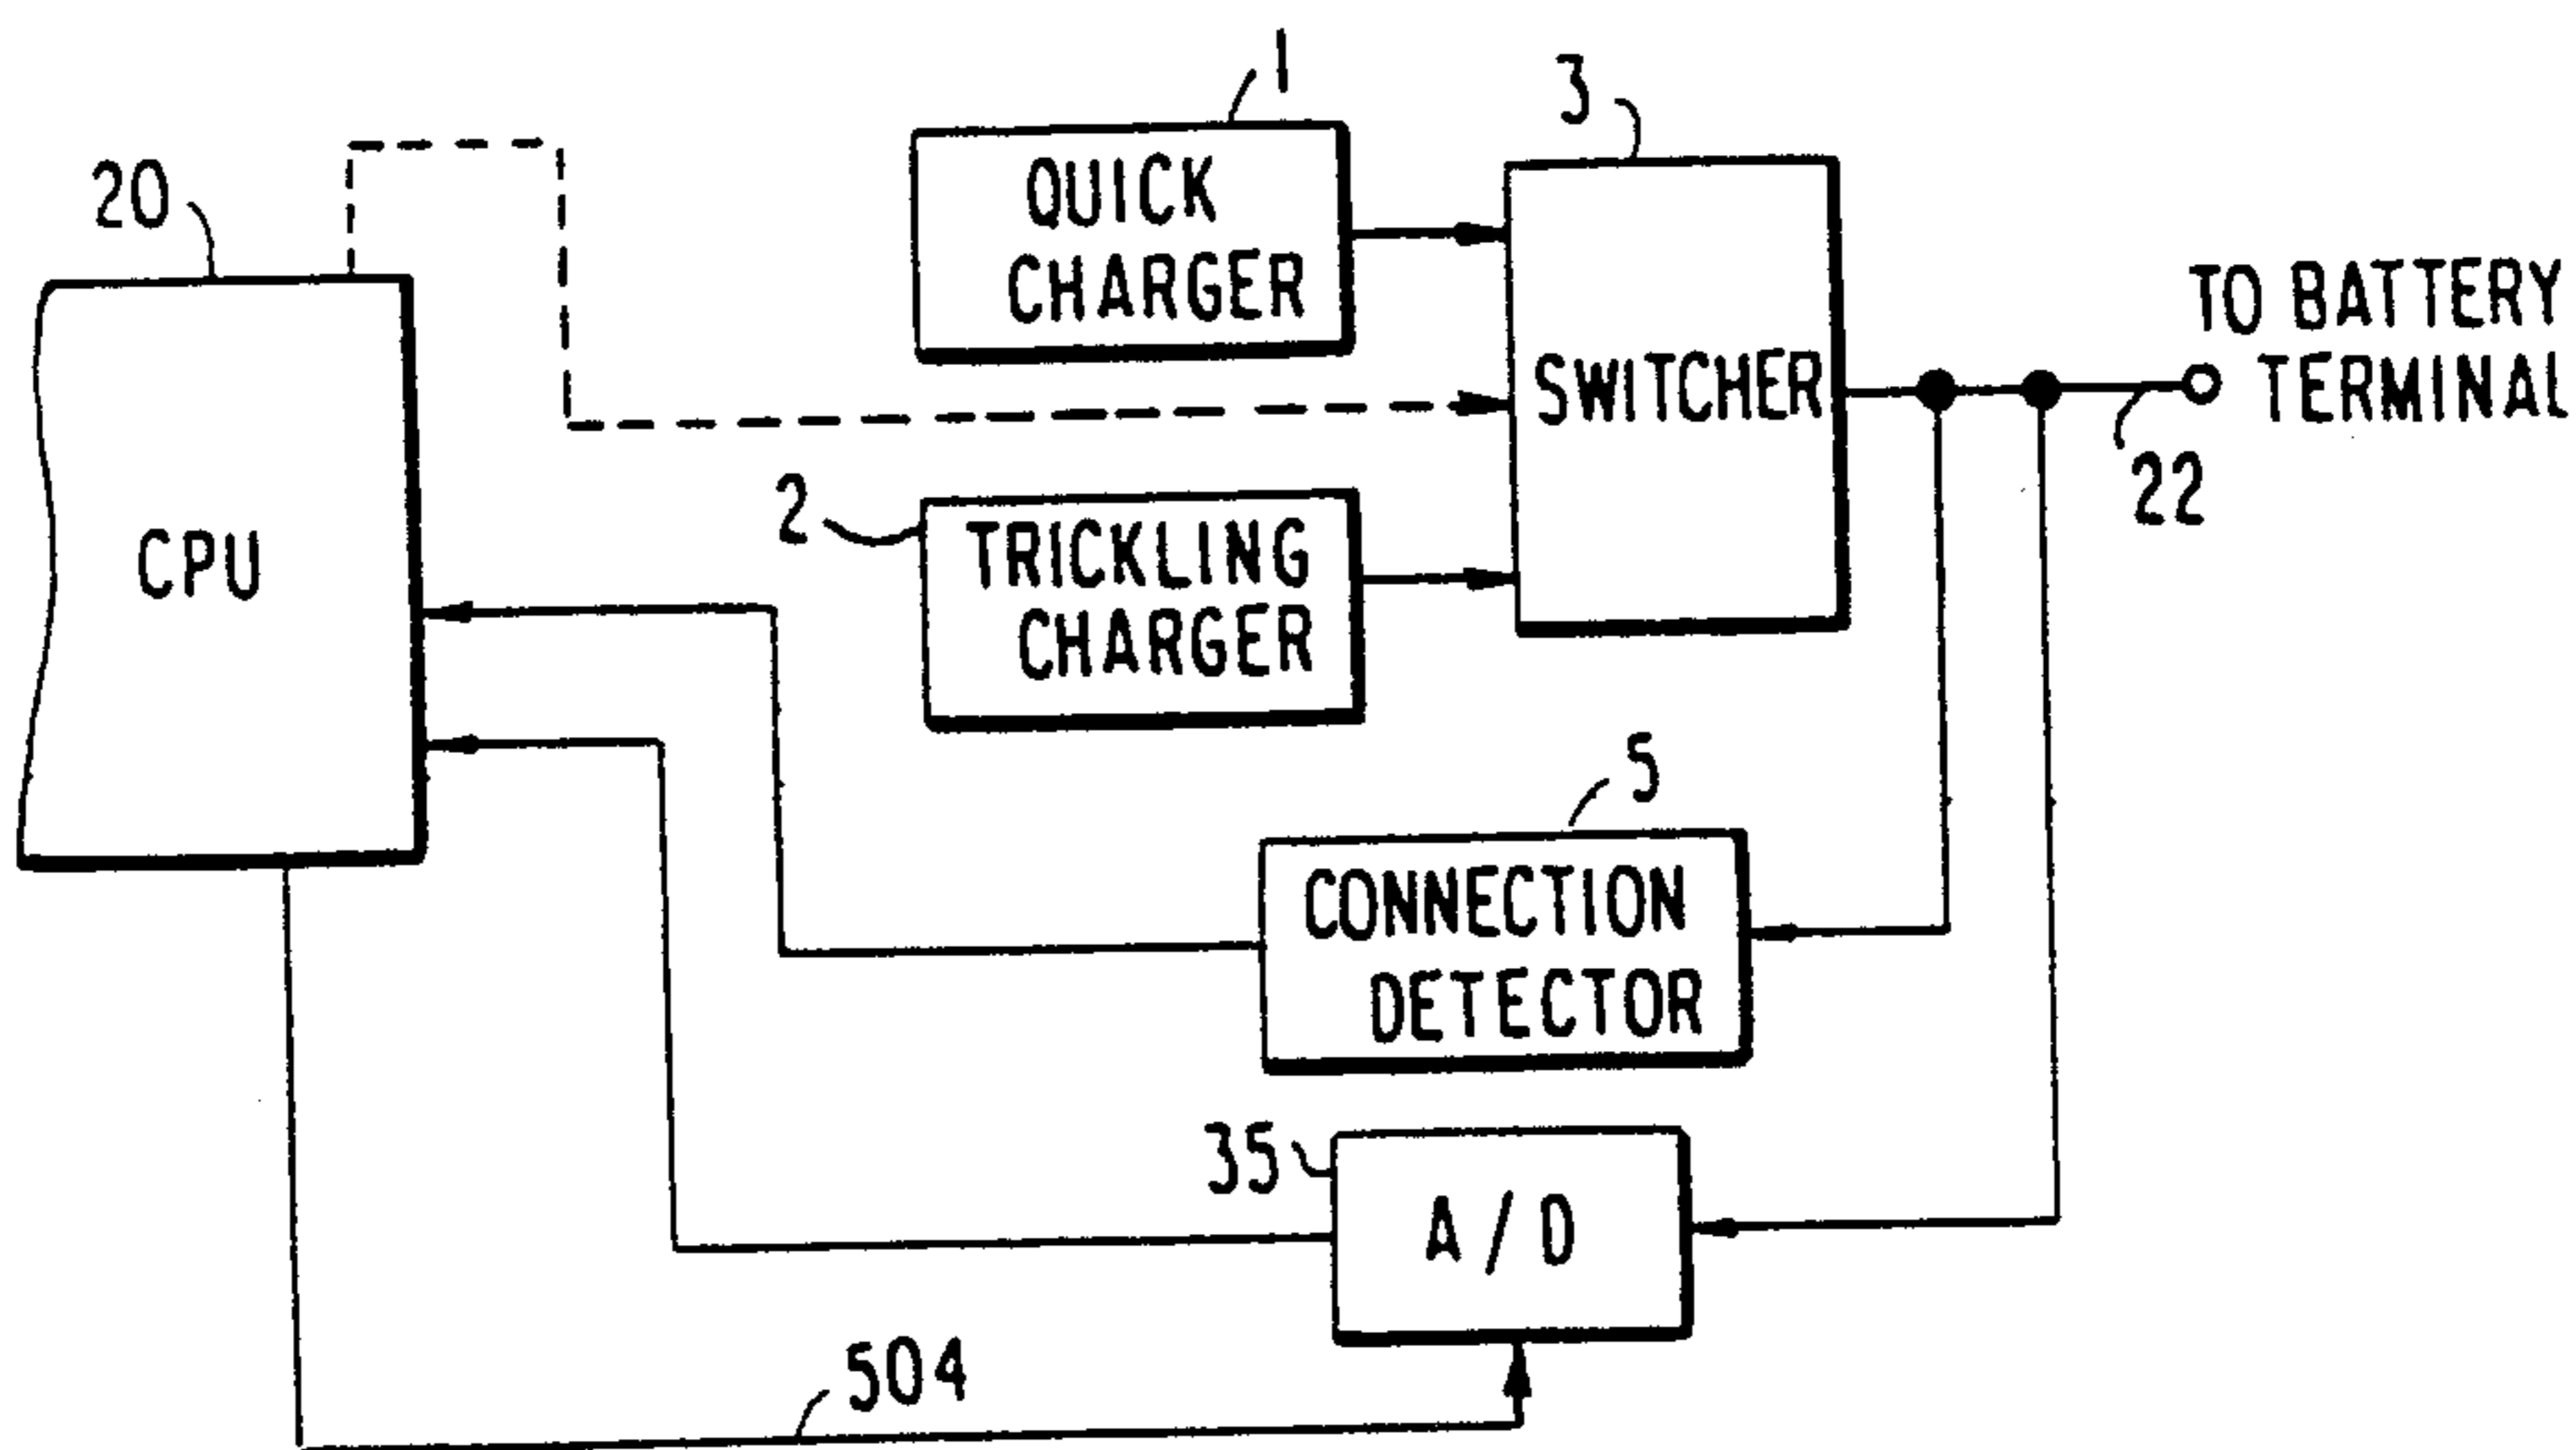 1
3
20
QUICK
CHARGER
TO BATTERY
TERMINAL
SWITCHER
22
2
TRICKLING
CHARGER
CPU
5
CONNECTION
DETECTOR
35
A/D
504